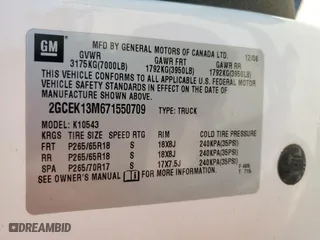 GM
MFD BY GENERAL MOTORS OF CANADA LTD. 12/06
GVWR GAWR FRT GAWR RR
3175KG(7000LB) 1792KG(3950LB) 1792KG(3950LB)
THIS VEHICLE CONFORMS TO ALL APPLICABLE U.S. FEDERAL MOTOR
VEHICLE SAFETY STANDARDS IN EFFECT ON THE DATE OF
MANUFACTURE SHOWN ABOVE.
2GCEK13M671550709 TYPE: TRUCK
MODEL: K10543
KRGS TIRE SIZE SPEED RTG RIM COLD TIRE PRESSURE
FRT P265/65R18 S 18X8J 240KPA(35PSI)
RR P265/65R18 S 18X8J 240KPA(35PSI)
SPA P265/70R17 S 17X7.5J 240KPA(35PSI)
SEE OWNER'S MANUAL FOR ADDITIONAL INFORMATION.
DREAMBID